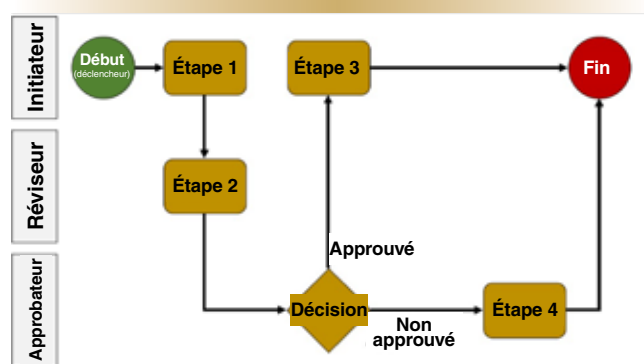 Initiateur
Début
(déclencheur)
Étape 1
Étape 3
Fin
Réviseur
Étape 2
Approuvé
Approbateur
Décision
Non
approuvé
Étape 4